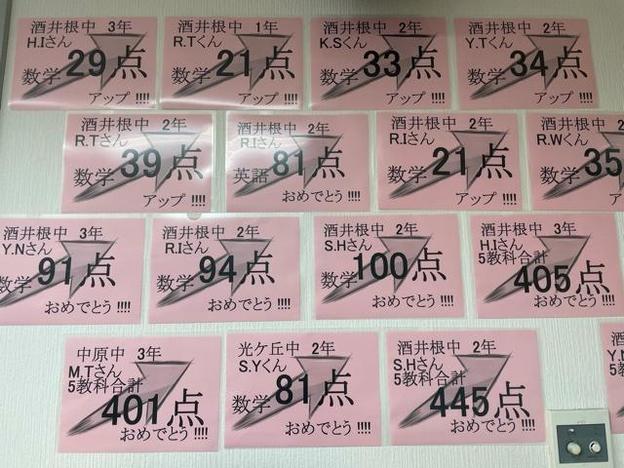 酒井根中 3年
H.Iさん
数学29点
アップ !!!!
酒井根中 1年
R.Tくん
数学21点
アップ !!!!
酒井根中 2年
K.Sくん
数学33点
アップ !!!!
酒井根中 2年
Y.Tくん
数学34点
アップ !!!!
酒井根中 2年
R.Tさん
数学39点
アップ !!!!
酒井根中 2年
R.Iさん
英語81点
おめでとう !!!!
酒井根中 2年
R.Iさん
数学21点
アップ !!!!
酒井根中 2
R.Wくん
数学35
アップ
酒井根中 3年
Y.Nさん
数学91点
おめでとう !!!!
酒井根中 2年
R.Iさん
数学94点
おめでとう !!!!
酒井根中 2年
S.Hさん
数学100点
おめでとう !!!!
酒井根中 3年
H.Iさん
5教科合計
405点
おめでとう !!!!
中原中 3年
M.Tさん
5教科合計
401点
おめでとう !!!!
光ケ丘中 2年
S.Yくん
数学81点
おめでとう !!!!
酒井根中 2年
S.Hさん
5教科合計
445点
おめでとう !!!!